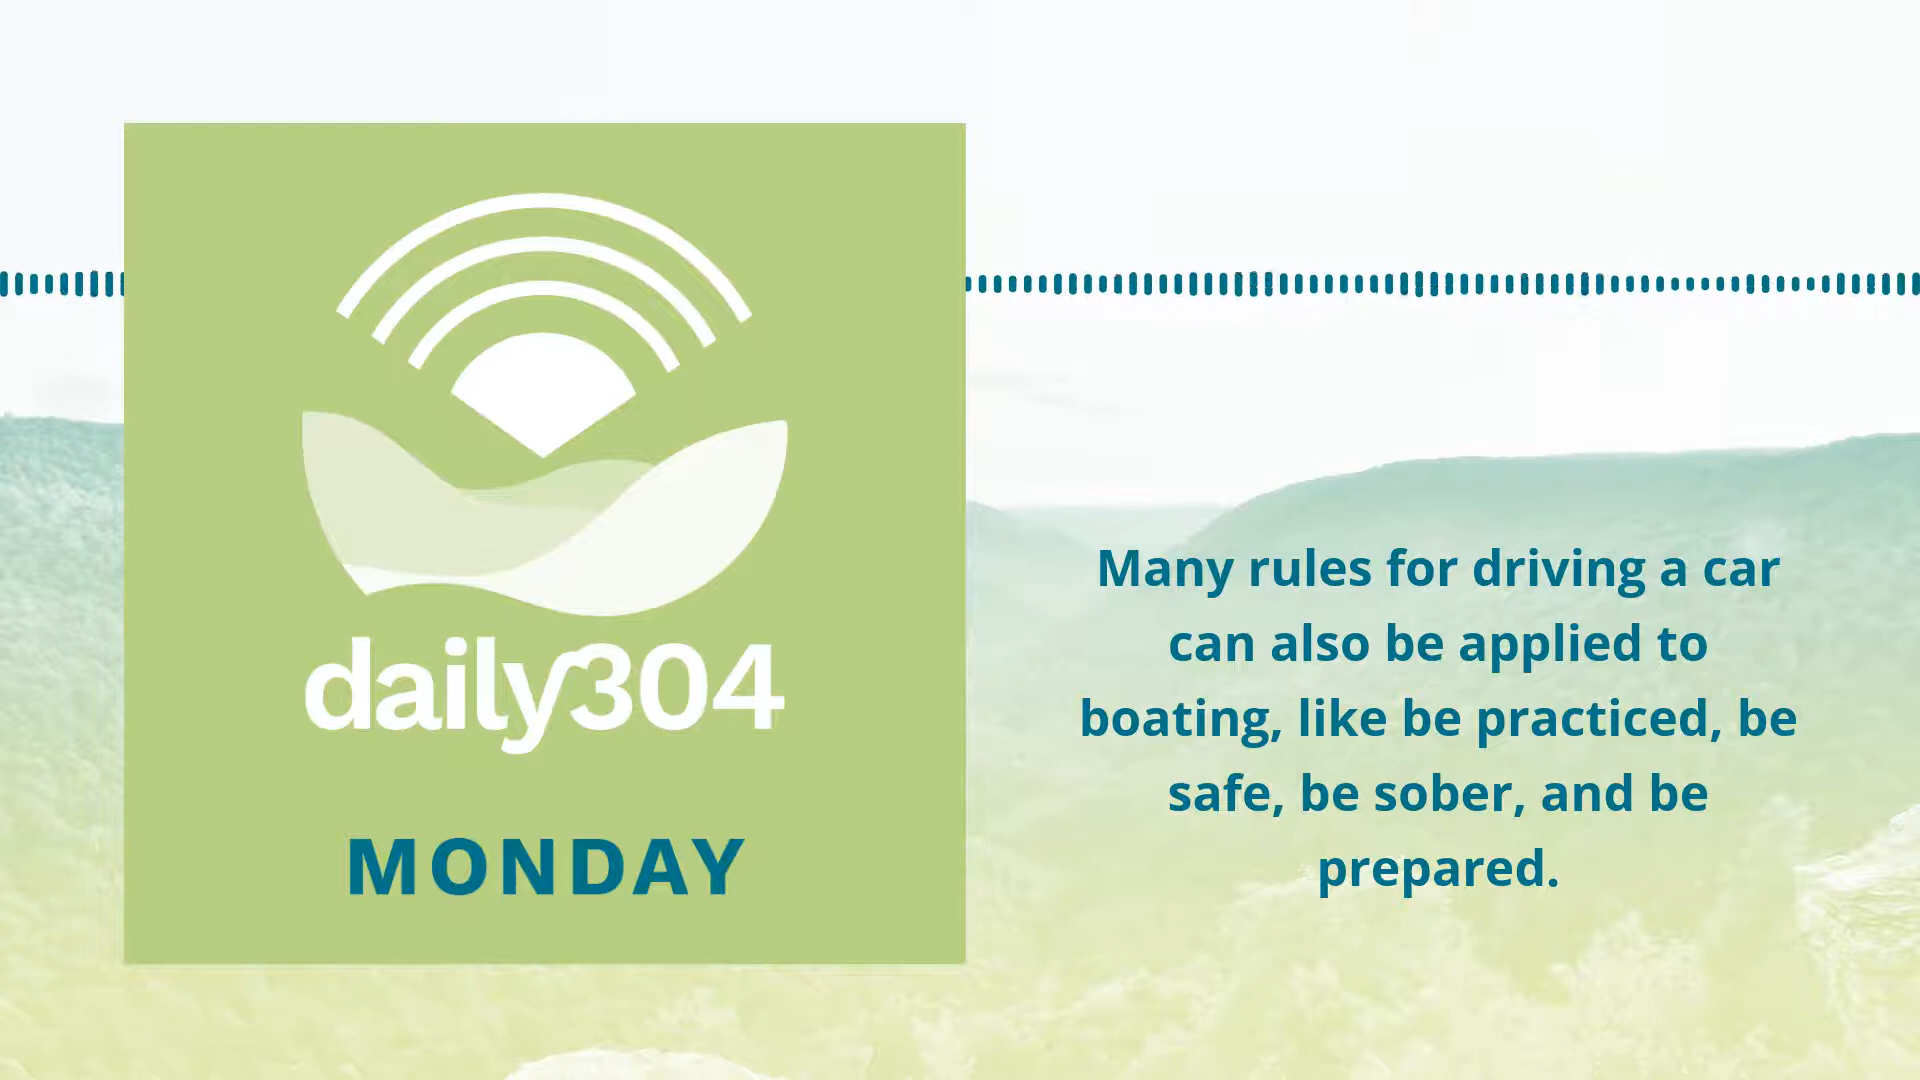 daily304
MONDAY
Many rules for driving a car
can also be applied to
boating, like be practiced, be
safe, be sober, and be
prepared.